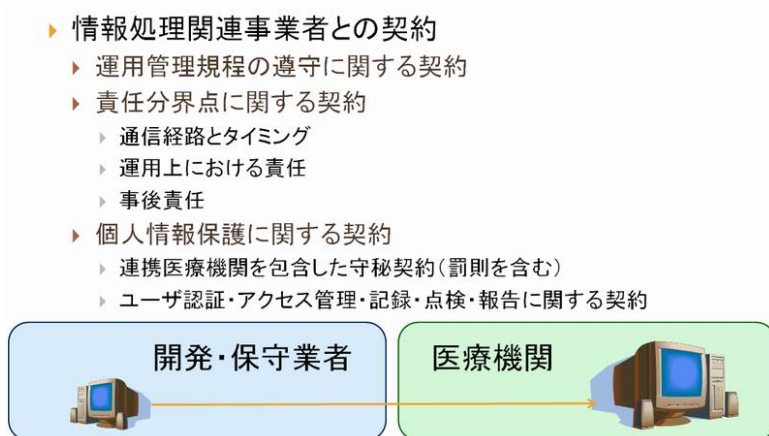 情報処理関連事業者との契約
運用管理規程の遵守に関する契約
責任分界点に関する契約
通信経路とタイミング
運用上における責任
事後責任
個人情報保護に関する契約
連携医療機関を包含した守秘契約(罰則を含む)
ユーザ認証・アクセス管理・記録・点検・報告に関する契約
開発・保守業者
医療機関